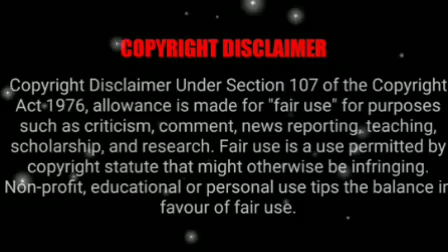 COPYRIGHT DISCLAIMER
Copyright Disclaimer Under Section 107 of the Copyright
Act 1976, allowance is made for "fair use" for purposes
such as criticism, comment, news reporting, teaching,
scholarship, and research. Fair use is a use permitted by
copyright statute that might otherwise be infringing.
Non-profit, educational or personal use tips the balance in
favour of fair use.